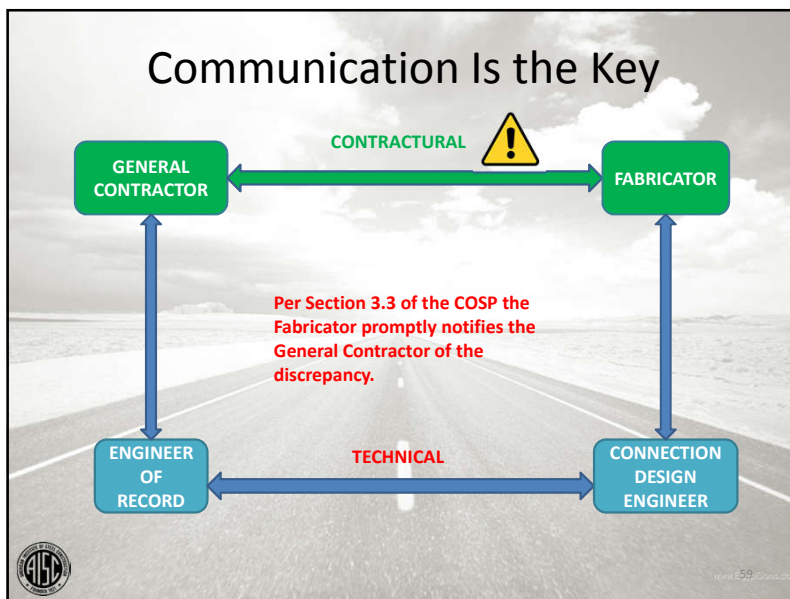 Communication Is the Key
CONTRACTURAL
GENERAL
CONTRACTOR
FABRICATOR
Per Section 3.3 of the COSP the
Fabricator promptly notifies the
General Contractor of the
discrepancy.
ENGINEER
OF
RECORD
TECHNICAL
CONNECTION
DESIGN
ENGINEER
AISC
59